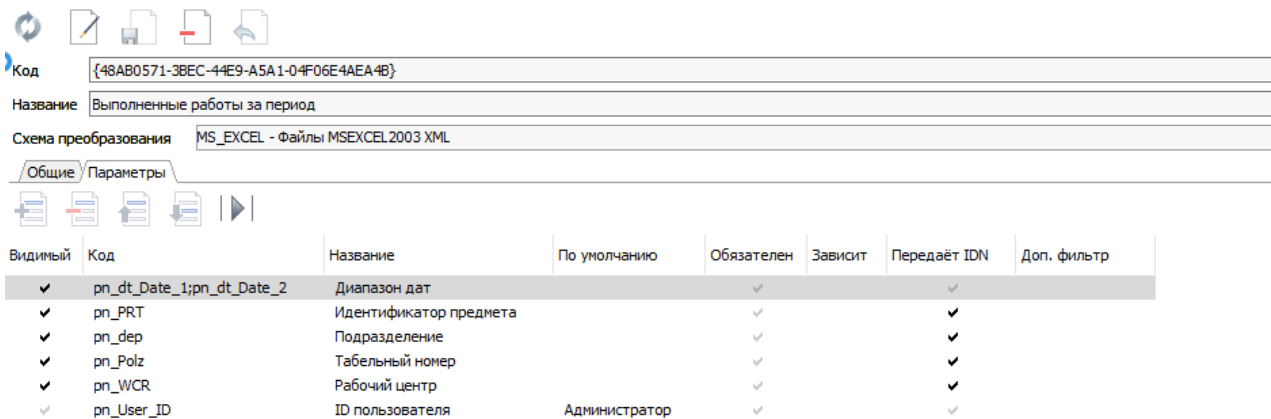 Код {48AB0571-3BEC-44E9-A5A1-04F06E4AEA4B}
Название Выполненные работы за период
Схема преобразования MS_EXCEL - Файлы MSEXCEL2003 XML
Общие Параметры
Видимый Код Название По умолчанию Обязателен Зависит Передаёт IDN Доп. фильтр
pn_dt_Date_1;pn_dt_Date_2 Диапазон дат
pn_PRT Идентификатор предмета
pn_dep Подразделение
pn_Polz Табельный номер
pn_WCR Рабочий центр
pn_User_ID ID пользователя Администратор